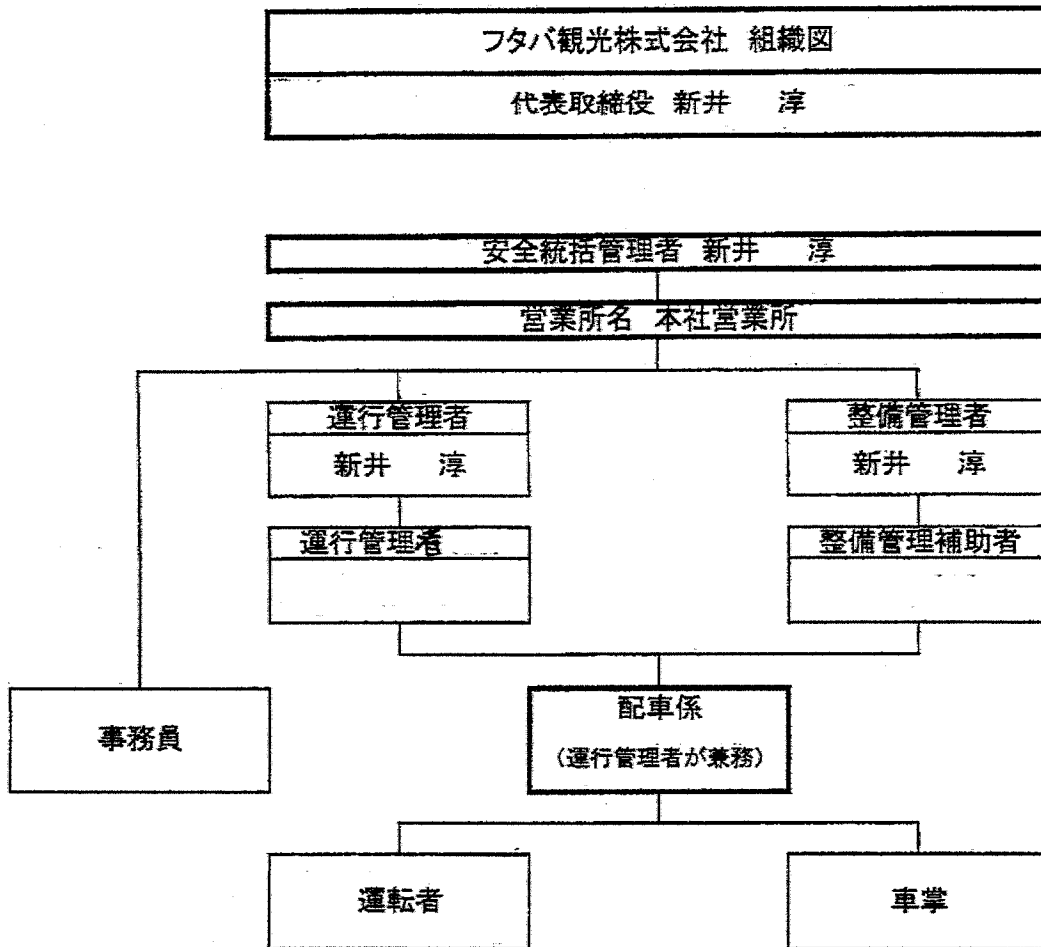 フタバ観光株式会社 組織図
代表取締役 新井 淳
安全統括管理者 新井 淳
営業所名 本社営業所
運行管理者
新井 淳
整備管理者
新井 淳
運行管理者
整備管理補助者
事務員
配車係
（運行管理者が兼務）
運転者
車掌